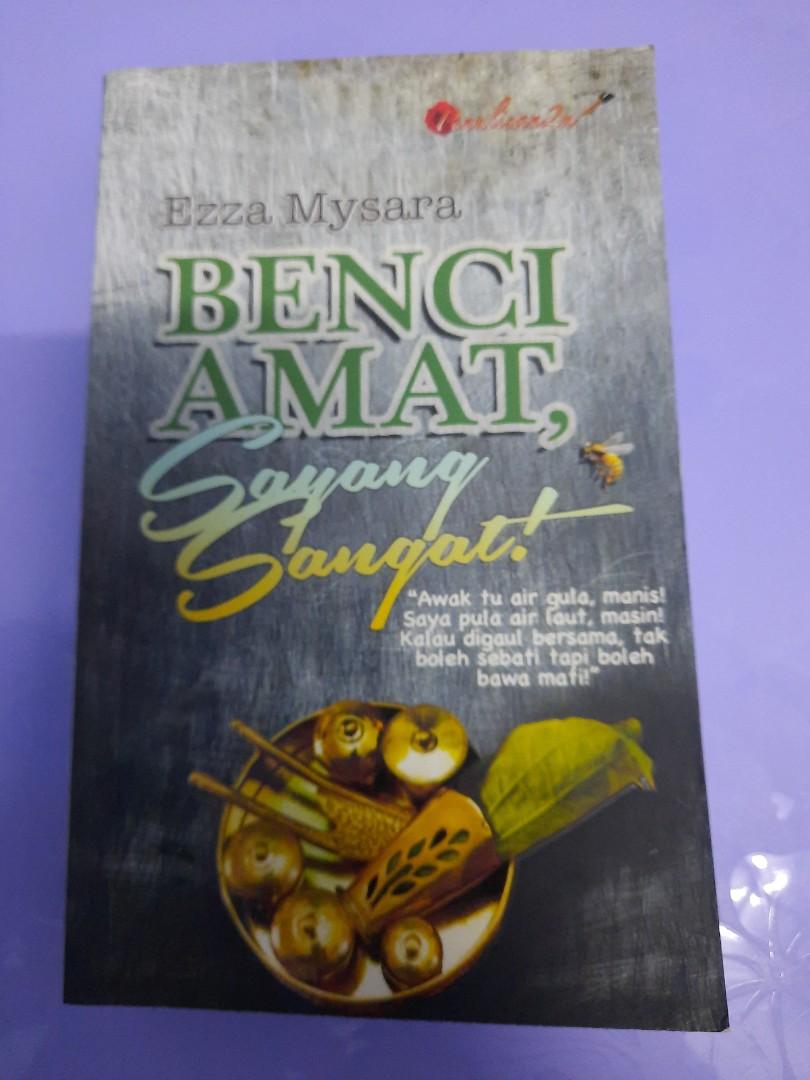 Ezza Mysara
BENCI
AMAT,
Sayang
Sangat!
“Awak tu air gula, manis!
Saya pula air laut, masin!
Kalau digaul bersama, tak
boleh sebati tapi boleh
bawa mati!”